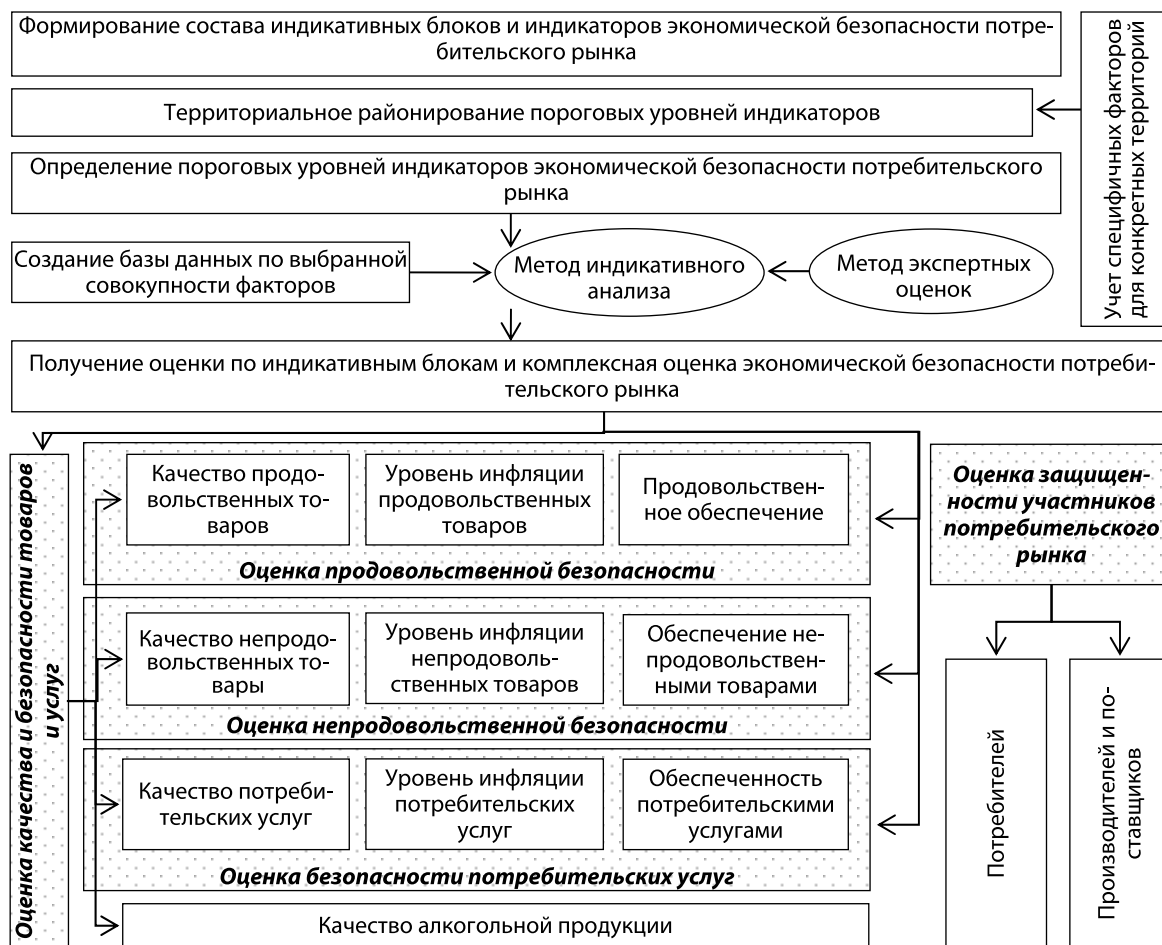 Формирование состава индикативных блоков и индикаторов экономической безопасности потре-
бительского рынка
Территориальное районирование пороговых уровней индикаторов
Учет специфичных факторов
для конкретных территорий
Определение пороговых уровней индикаторов экономической безопасности потребительского
рынка
Создание базы данных по выбранной
совокупности факторов
Метод индикативного
анализа
Метод экспертных
оценок
Получение оценки по индикативным блокам и комплексная оценка экономической безопасности потреби-
тельского рынка
Оценка качества и безопасности товаров
и услуг
Качество продо-
вольственных то-
варов
Уровень инфляции
продовольственных
товаров
Продовольствен-
ное обеспечение
Оценка продовольственной безопасности
Качество непродо-
вольственных то-
вары
Уровень инфляции
непродоволь-
ственных товаров
Обеспечение не-
продовольствен-
ными товарами
Оценка непродовольственной безопасности
Качество потреби-
тельских услуг
Уровень инфляции
потребительских
услуг
Обеспеченность
потребительскими
услугами
Оценка безопасности потребительских услуг
Качество алкогольной продукции
Оценка защищен-
ности участников
потребительского
рынка
Потребителей
Производителей и по-
ставщиков